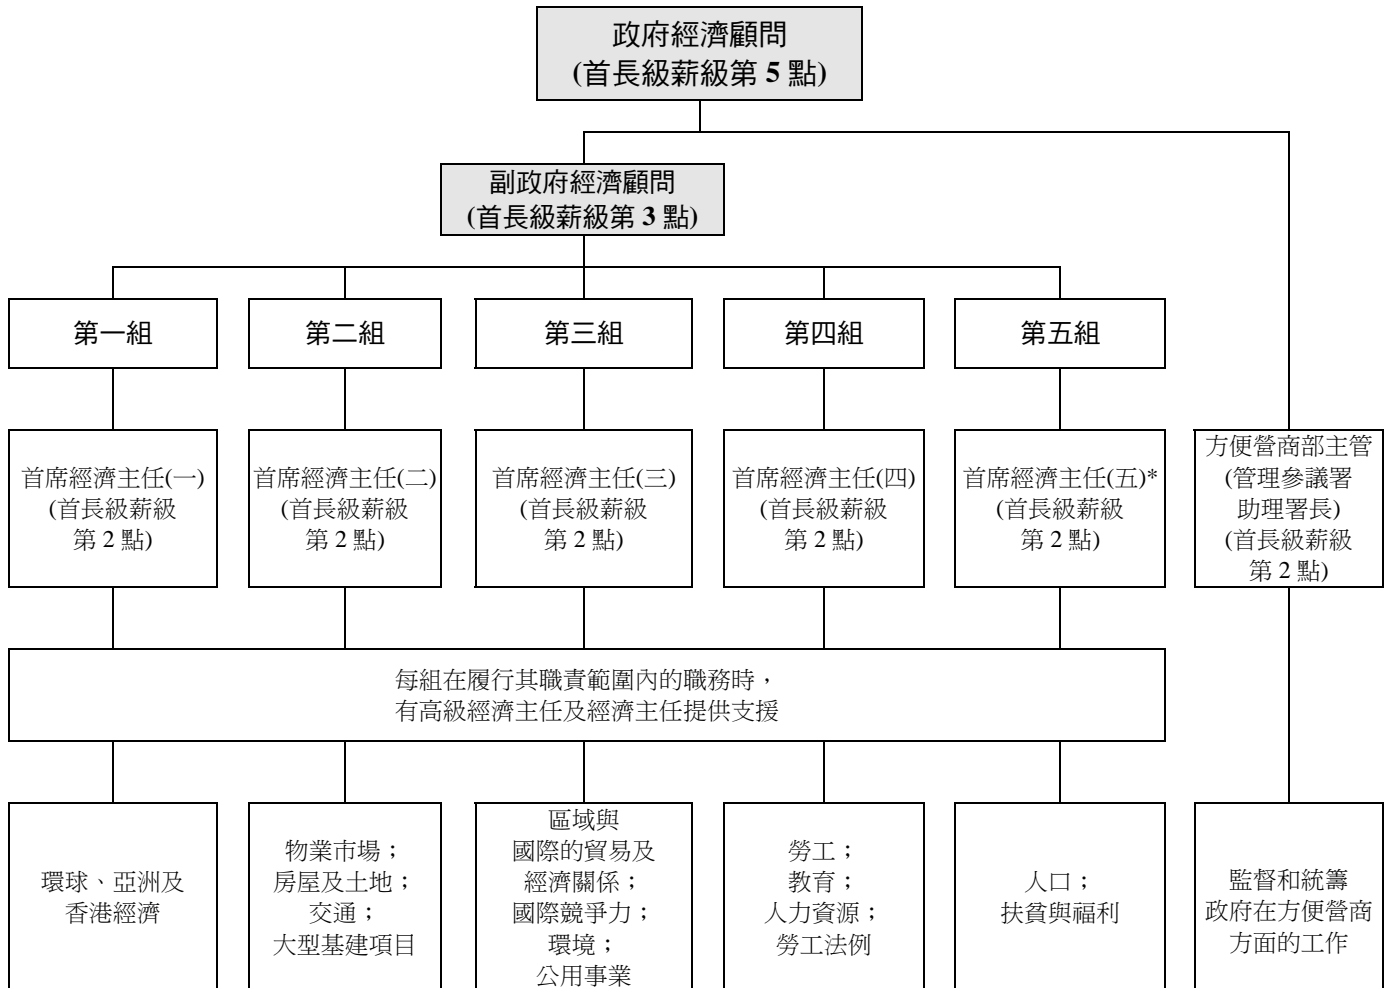 政府經濟顧問
(首長級薪級第 5 點)
副政府經濟顧問
(首長級薪級第 3 點)
第一組
第二組
第三組
第四組
第五組
首席經濟主任(一)
(首長級薪級
第 2 點)
首席經濟主任(二)
(首長級薪級
第 2 點)
首席經濟主任(三)
(首長級薪級
第 2 點)
首席經濟主任(四)
(首長級薪級
第 2 點)
首席經濟主任(五)*
(首長級薪級
第 2 點)
方便營商部主管
(管理參議署
助理署長)
(首長級薪級
第 2 點)
每組在履行其職責範圍內的職務時，
有高級經濟主任及經濟主任提供支援
環球、亞洲及
香港經濟
物業市場；
房屋及土地；
交通；
大型基建項目
區域與
國際的貿易及
經濟關係；
國際競爭力；
環境；
公用事業
勞工；
教育；
人力資源；
勞工法例
人口；
扶貧與福利
監督和統籌
政府在方便營商
方面的工作